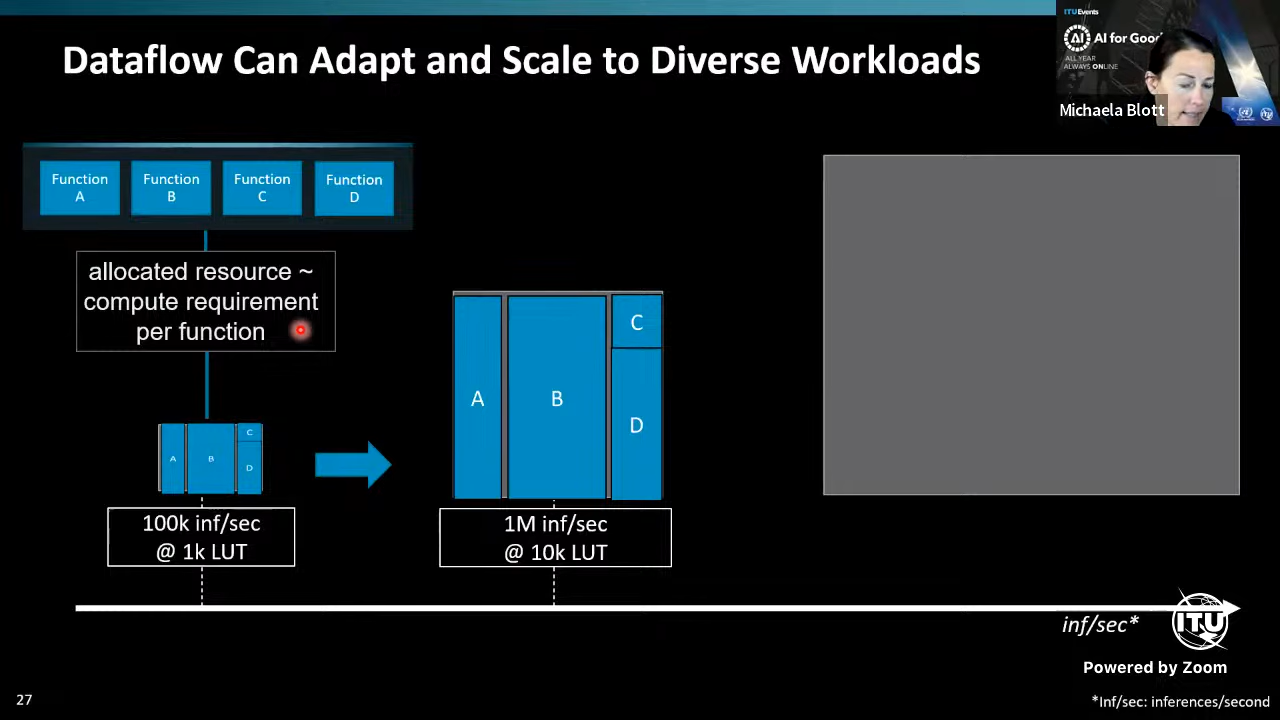 Dataflow Can Adapt and Scale to Diverse Workloads
ITUEvents
AI
AI for Good
ALL YEAR
ALWAYS ONLINE
Michaela Blott
Function
A
Function
B
Function
C
Function
D
allocated resource ~
compute requirement
per function
A
B
C
D
A
B
C
D
100k inf/sec
@ 1k LUT
1M inf/sec
@ 10k LUT
inf/sec*
ITU
Powered by Zoom
27
*Inf/sec: inferences/second